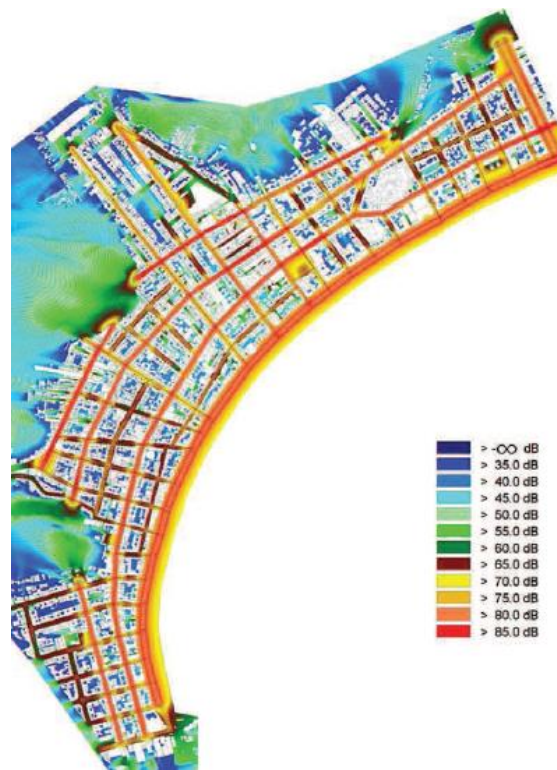 > -∞ dB
> 35.0 dB
> 40.0 dB
> 45.0 dB
> 50.0 dB
> 55.0 dB
> 60.0 dB
> 65.0 dB
> 70.0 dB
> 75.0 dB
> 80.0 dB
> 85.0 dB